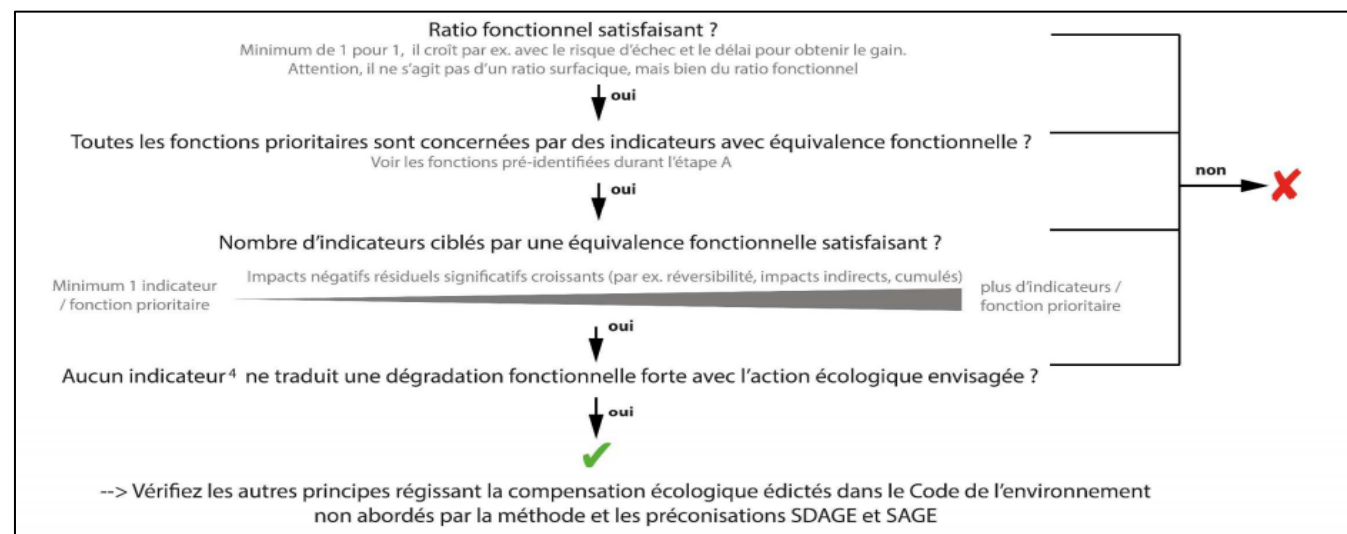 Ratio fonctionnel satisfaisant ?
Minimum de 1 pour 1, il croît par ex. avec le risque d'échec et le délai pour obtenir le gain.
Attention, il ne s'agit pas d'un ratio surfacique, mais bien du ratio fonctionnel
oui
Toutes les fonctions prioritaires sont concernées par des indicateurs avec équivalence fonctionnelle ?
Voir les fonctions pré-identifiées durant l'étape A
non
oui
Nombre d'indicateurs ciblés par une équivalence fonctionnelle satisfaisant ?
Impacts négatifs résiduels significatifs croissants (par ex. réversibilité, impacts indirects, cumulés)
Minimum 1 indicateur
/ fonction prioritaire
plus d'indicateurs /
fonction prioritaire
oui
Aucun indicateur⁴ ne traduit une dégradation fonctionnelle forte avec l'action écologique envisagée ?
oui
--> Vérifiez les autres principes régissant la compensation écologique édictés dans le Code de l'environnement
non abordés par la méthode et les préconisations SDAGE et SAGE